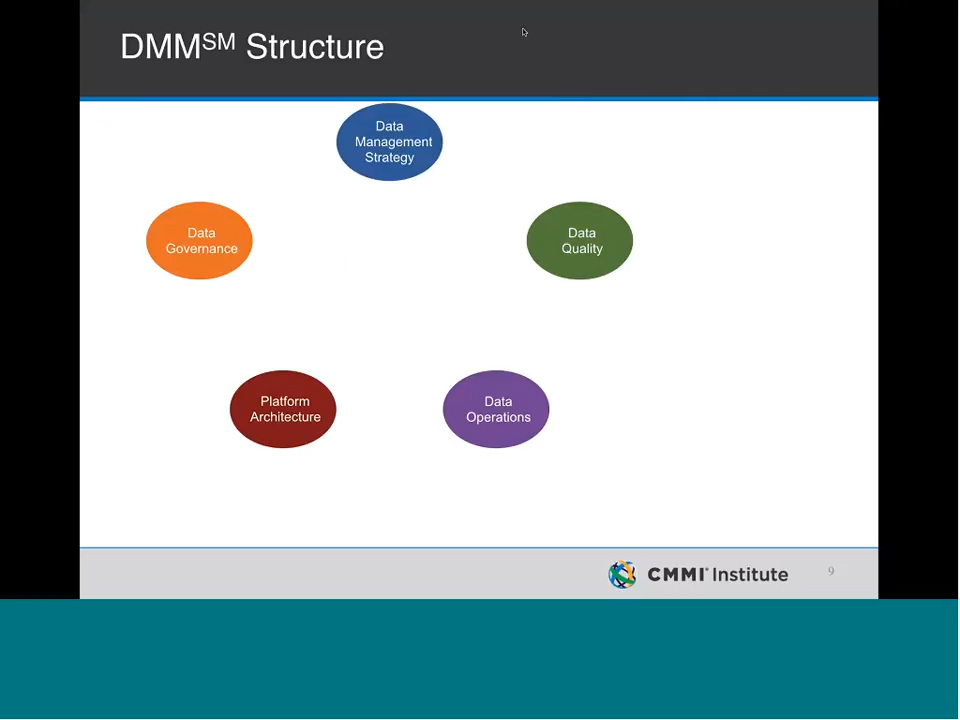 DMMSM Structure
Data
Management
Strategy
Data
Governance
Data
Quality
Platform
Architecture
Data
Operations
CMMI® Institute
9